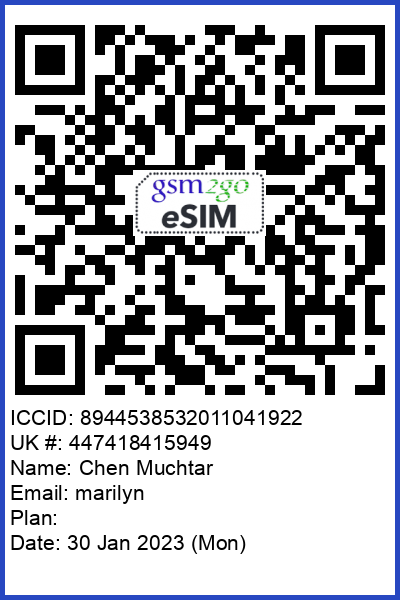 gsm2go
eSIM
ICCID: 8944538532011041922
UK #: 447418415949
Name: Chen Muchtar
Email: marilyn
Plan:
Date: 30 Jan 2023 (Mon)